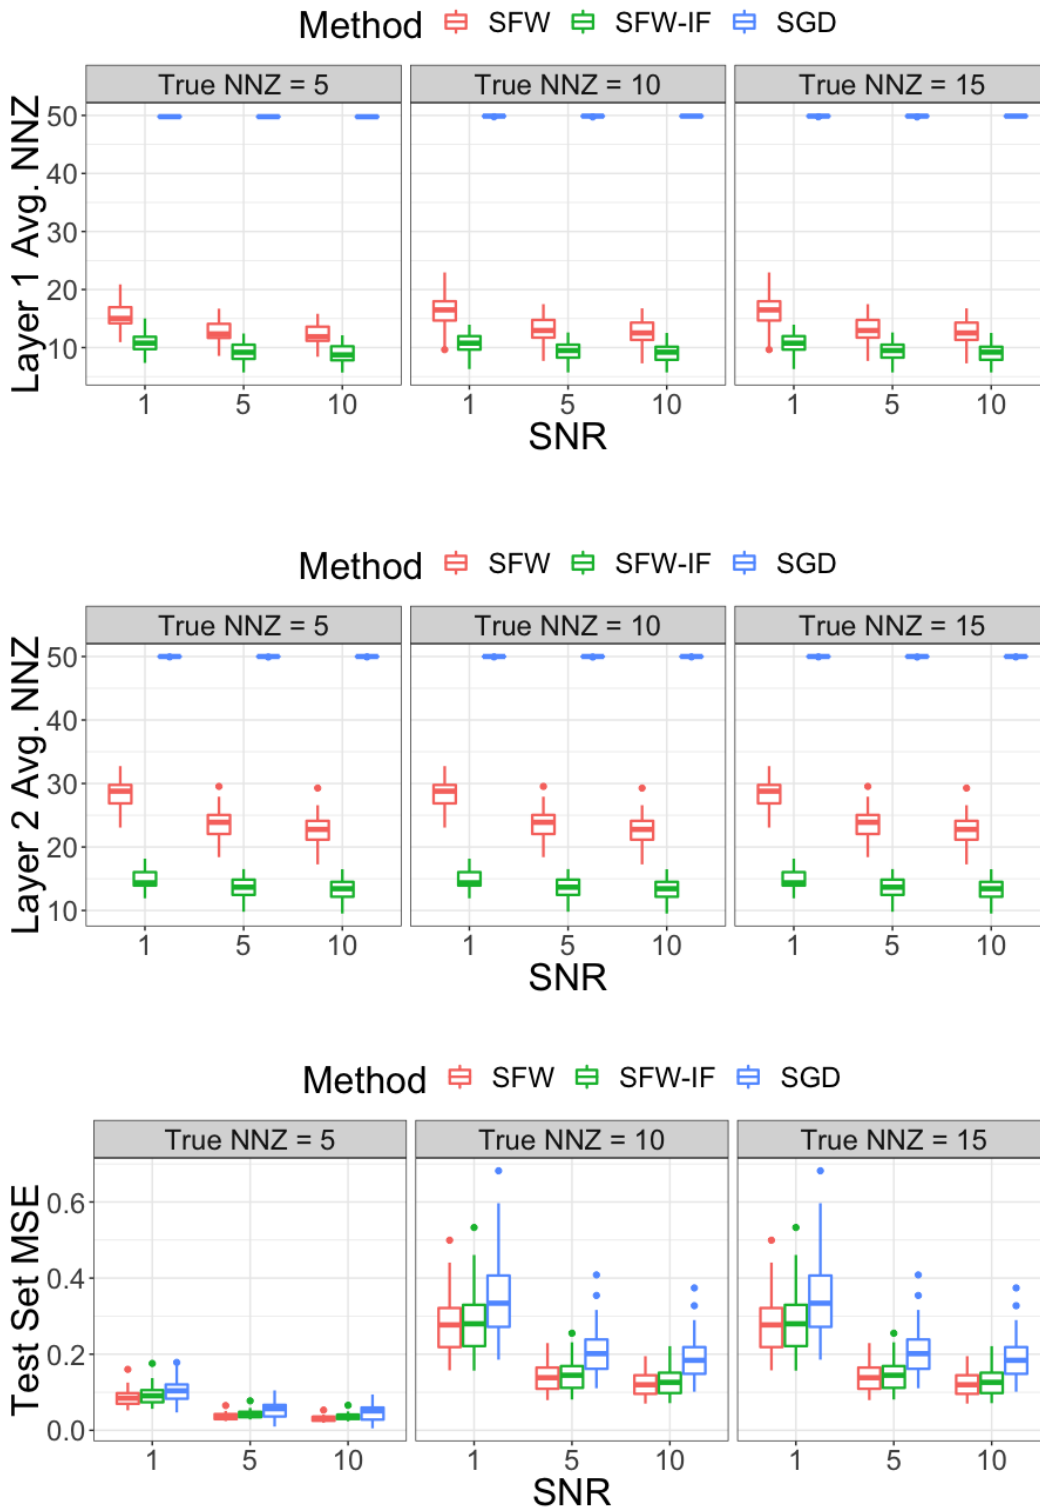 Method SFW SFW-IF SGD
True NNZ = 5 True NNZ = 10 True NNZ = 15
Layer 1 Avg. NNZ
50
40
30
20
10
1 5 10 1 5 10 1 5 10
SNR
Method SFW SFW-IF SGD
True NNZ = 5 True NNZ = 10 True NNZ = 15
Layer 2 Avg. NNZ
50
40
30
20
10
1 5 10 1 5 10 1 5 10
SNR
Method SFW SFW-IF SGD
True NNZ = 5 True NNZ = 10 True NNZ = 15
Test Set MSE
0.6
0.4
0.2
0.0
1 5 10 1 5 10 1 5 10
SNR